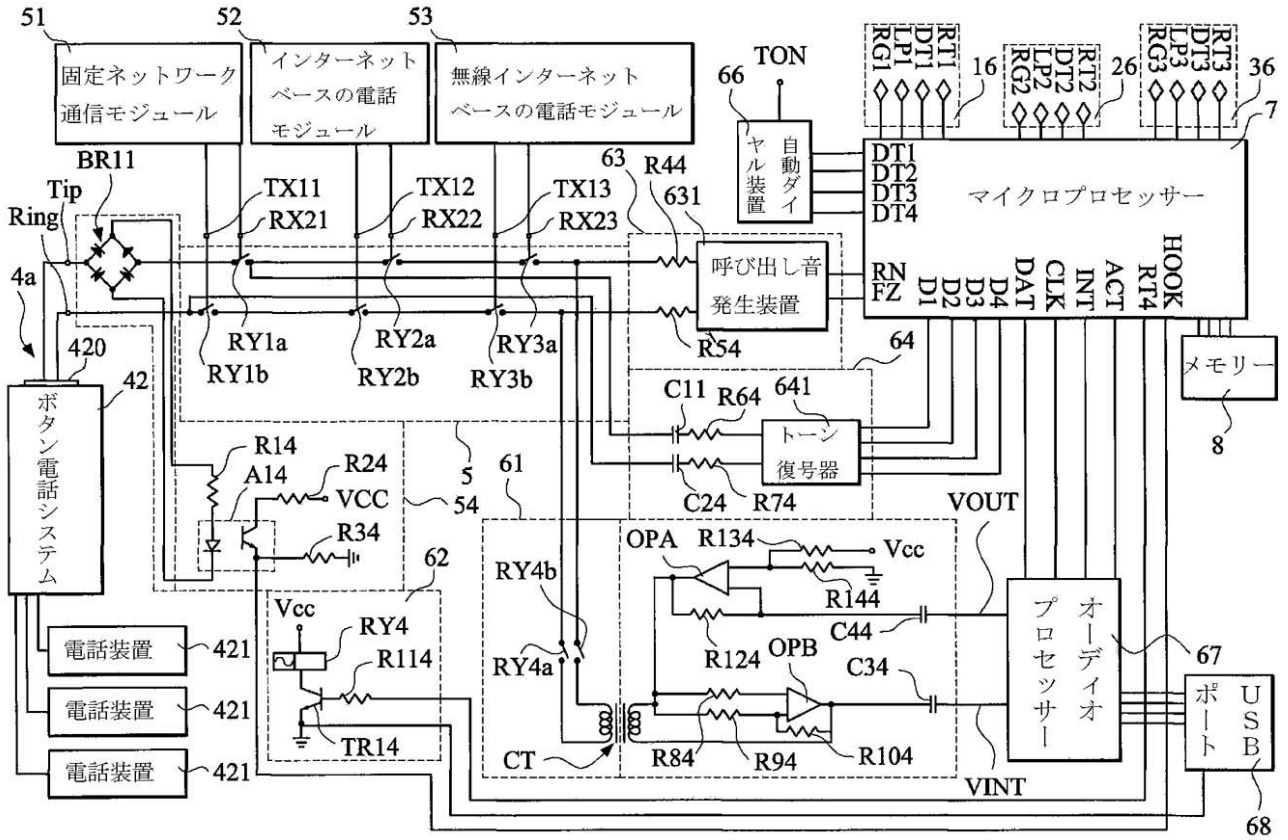 51
52
53
固定ネットワーク
通信モジュール
インターネット
ベースの電話
モジュール
無線インターネット
ベースの電話モジュール
TON
66
自動ダイ
ヤル装置
RG1
LP1
DT1
RT1
16
RG2
LP2
DT2
RT2
26
RG3
LP3
DT3
RT3
36
7
DT1
DT2
DT3
DT4
マイクロプロセッサー
RN
FZ
D1
D2
D3
D4
DAT
CLK
INT
ACT
RT4
HOOK
BR11
Tip
Ring
TX11
RX21
TX12
RX22
TX13
RX23
63
R44
631
呼び出し音
発生装置
R54
4a
RY1a
RY1b
RY2a
RY2b
RY3a
RY3b
64
メモリー
8
420
42
ボタン電話システム
C11
R64
641
トーン
復号器
C24
R74
R14
A14
R24
VCC
R34
5
54
61
62
OPA
R134
Vcc
R144
VOUT
RY4b
RY4a
R124
C44
OPB
C34
オーディオ
プロセッサー
67
USB
ポート
68
Vcc
RY4
R114
TR14
CT
R84
R94
R104
VINT
電話装置
421
電話装置
421
電話装置
421